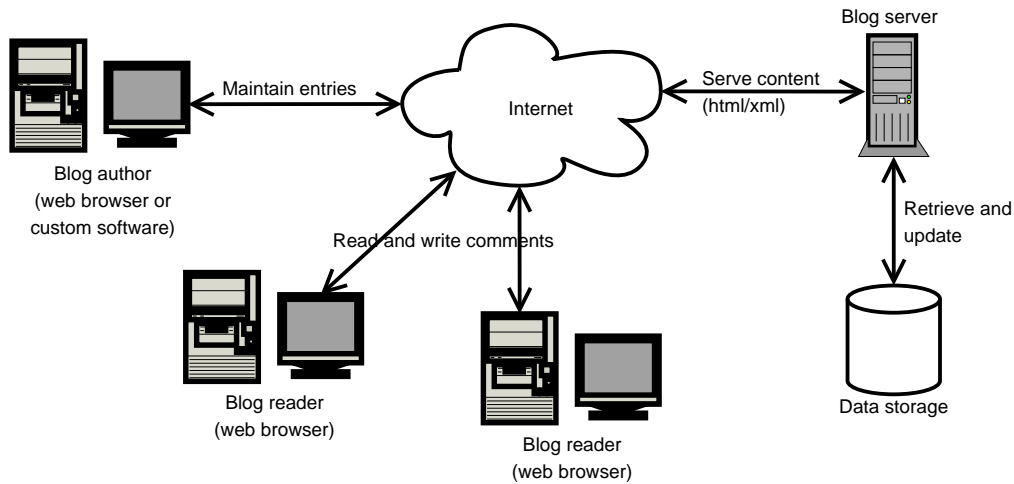 Blog server
Maintain entries
Internet
Serve content
(html/xml)
Blog author
(web browser or
custom software)
Read and write comments
Retrieve and
update
Blog reader
(web browser)
Blog reader
(web browser)
Data storage